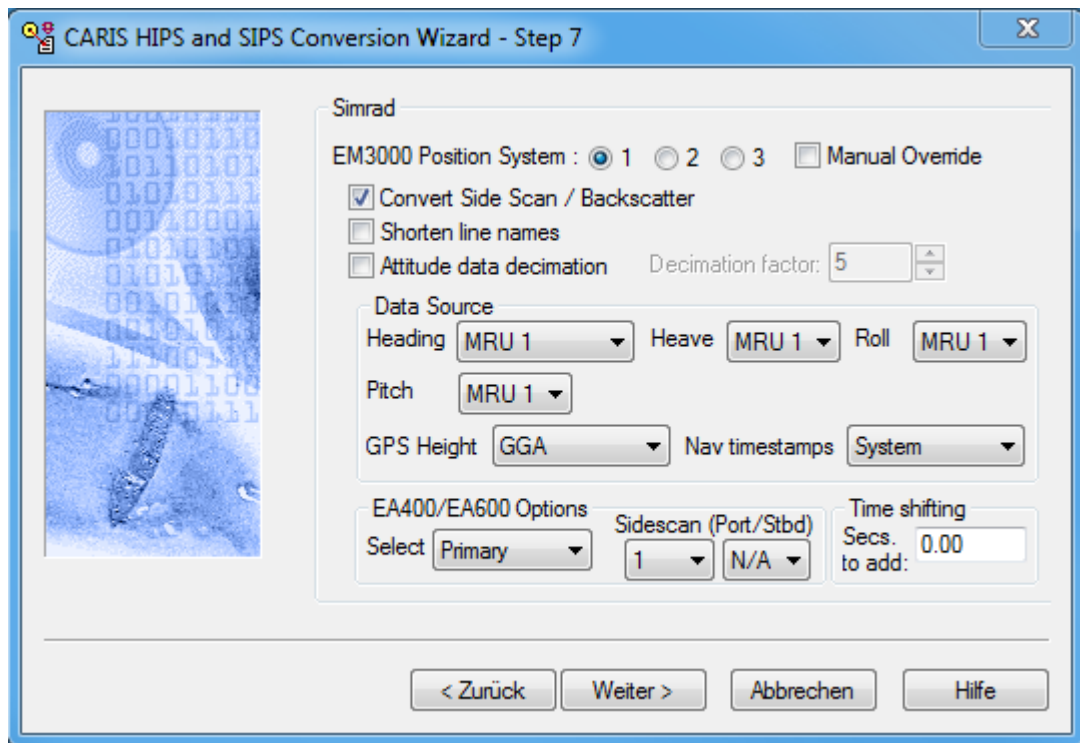 CARIS HIPS and SIPS Conversion Wizard - Step 7
Simrad
EM3000 Position System : 1 2 3 Manual Override
Convert Side Scan / Backscatter
Shorten line names
Attitude data decimation Decimation factor: 5
Data Source
Heading MRU 1 Heave MRU 1 Roll MRU 1
Pitch MRU 1
GPS Height GGA Nav timestamps System
EA400/EA600 Options
Select Primary
Sidescan (Port/Stbd)
1 N/A
Time shifting
Secs. to add: 0.00
< Zurück Weiter > Abbrechen Hilfe